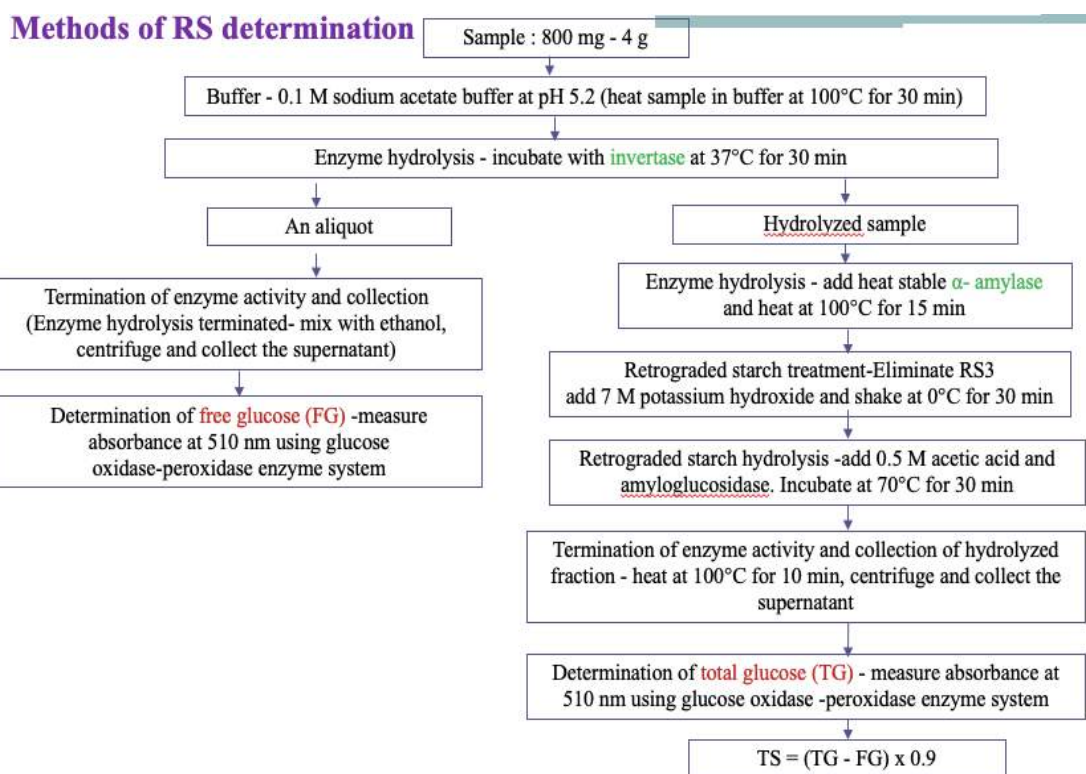 Methods of RS determination
Sample : 800 mg - 4 g
Buffer - 0.1 M sodium acetate buffer at pH 5.2 (heat sample in buffer at 100°C for 30 min)
Enzyme hydrolysis - incubate with invertase at 37°C for 30 min
An aliquot
Termination of enzyme activity and collection
(Enzyme hydrolysis terminated- mix with ethanol,
centrifuge and collect the supernatant)
Determination of free glucose (FG) -measure
absorbance at 510 nm using glucose
oxidase-peroxidase enzyme system
Hydrolyzed sample
Enzyme hydrolysis - add heat stable α- amylase
and heat at 100°C for 15 min
Retrograded starch treatment-Eliminate RS3
add 7 M potassium hydroxide and shake at 0°C for 30 min
Retrograded starch hydrolysis -add 0.5 M acetic acid and
amyloglucosidase. Incubate at 70°C for 30 min
Termination of enzyme activity and collection of hydrolyzed
fraction - heat at 100°C for 10 min, centrifuge and collect the
supernatant
Determination of total glucose (TG) - measure absorbance at
510 nm using glucose oxidase -peroxidase enzyme system
TS = (TG - FG) x 0.9